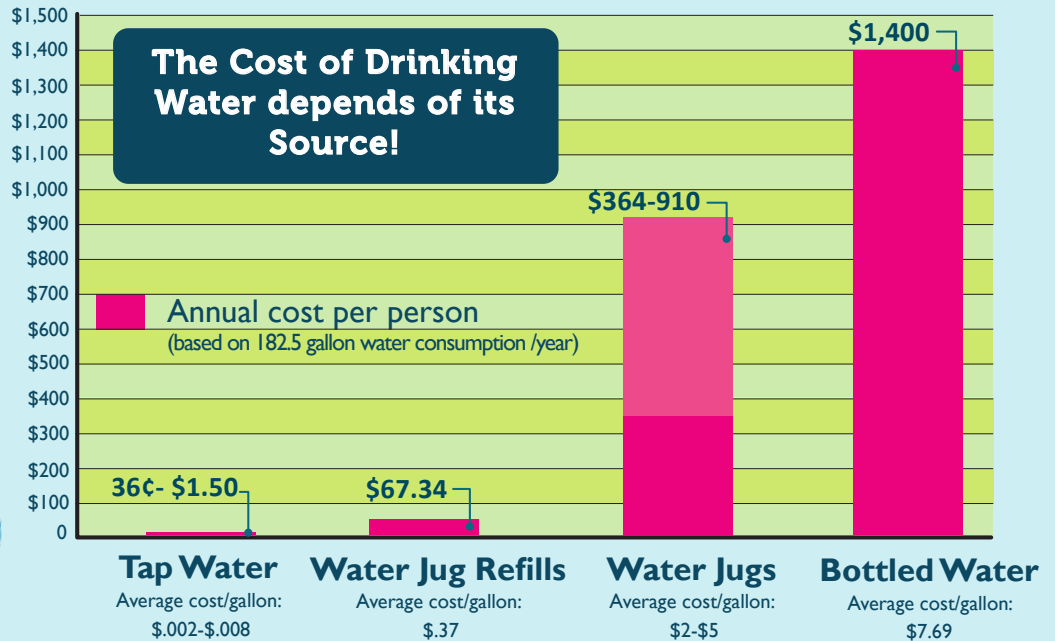 $1,500
$1,400
$1,300
$1,200
$1,100
$1,000
$900
$800
$700
$600
$500
$400
$300
$200
$100
0
The Cost of Drinking
Water depends of its
Source!
Annual cost per person
(based on 182.5 gallon water consumption /year)
36¢- $1.50
$67.34
$364-910
$1,400
Tap Water
Average cost/gallon:
$.002-$.008
Water Jug Refills
Average cost/gallon:
$.37
Water Jugs
Average cost/gallon:
$2-$5
Bottled Water
Average cost/gallon:
$7.69